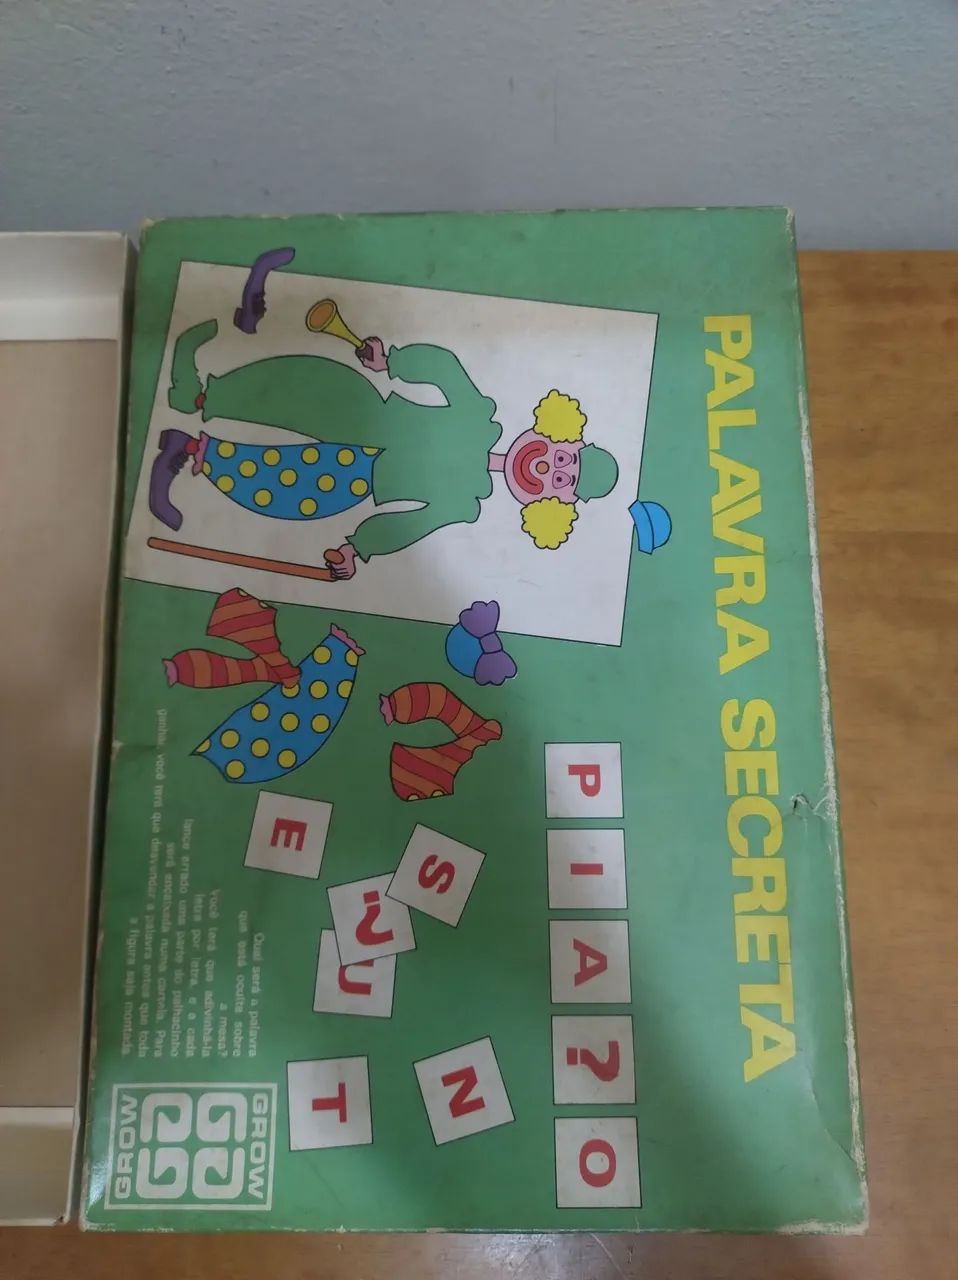 PALAVRA SECRETA
P I A ? O
S
E
Ç
U
N
T
Qual será a palavra
que está oculta sobre
a mesa?
Você terá que adivinhá-la
letra por letra, e a cada
lance errado uma parte do palhacinho
será encaixada numa cartela. Para
ganhar, você terá que desvendar a palavra antes que toda
a figura seja montada.
GROW
GROW